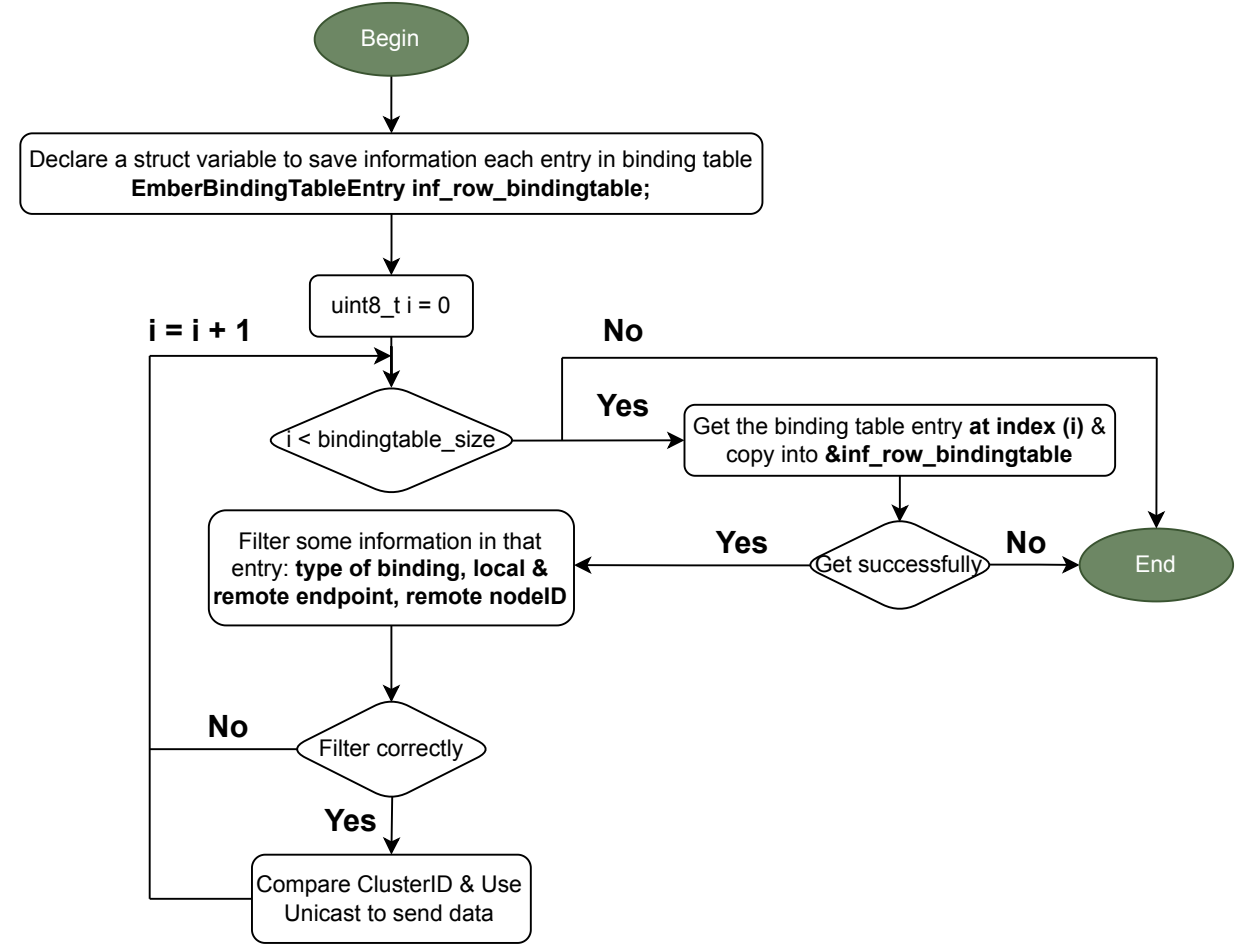 Begin
Declare a struct variable to save information each entry in binding table
EmberBindingTableEntry inf_row_bindingtable;
uint8_t i = 0
i = i + 1
No
i < bindingtable_size
Yes
Get the binding table entry at index (i) &
copy into &inf_row_bindingtable
Filter some information in that
entry: type of binding, local &
remote endpoint, remote nodeID
Yes
Get successfully
No
End
No
Filter correctly
Yes
Compare ClusterID & Use
Unicast to send data